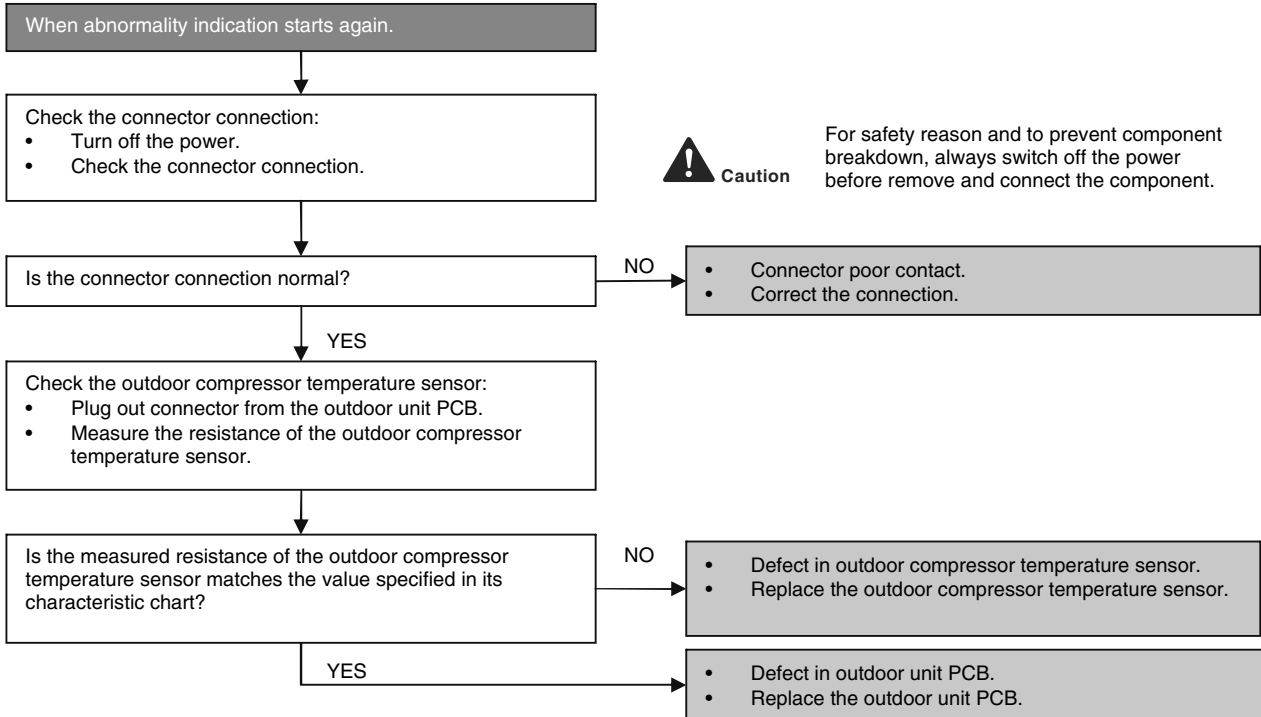 When abnormality indication starts again.
Check the connector connection:
• Turn off the power.
• Check the connector connection.
Caution
For safety reason and to prevent component
breakdown, always switch off the power
before remove and connect the component.
Is the connector connection normal?
NO
• Connector poor contact.
• Correct the connection.
YES
Check the outdoor compressor temperature sensor:
• Plug out connector from the outdoor unit PCB.
• Measure the resistance of the outdoor compressor
temperature sensor.
Is the measured resistance of the outdoor compressor
temperature sensor matches the value specified in its
characteristic chart?
NO
• Defect in outdoor compressor temperature sensor.
• Replace the outdoor compressor temperature sensor.
YES
• Defect in outdoor unit PCB.
• Replace the outdoor unit PCB.